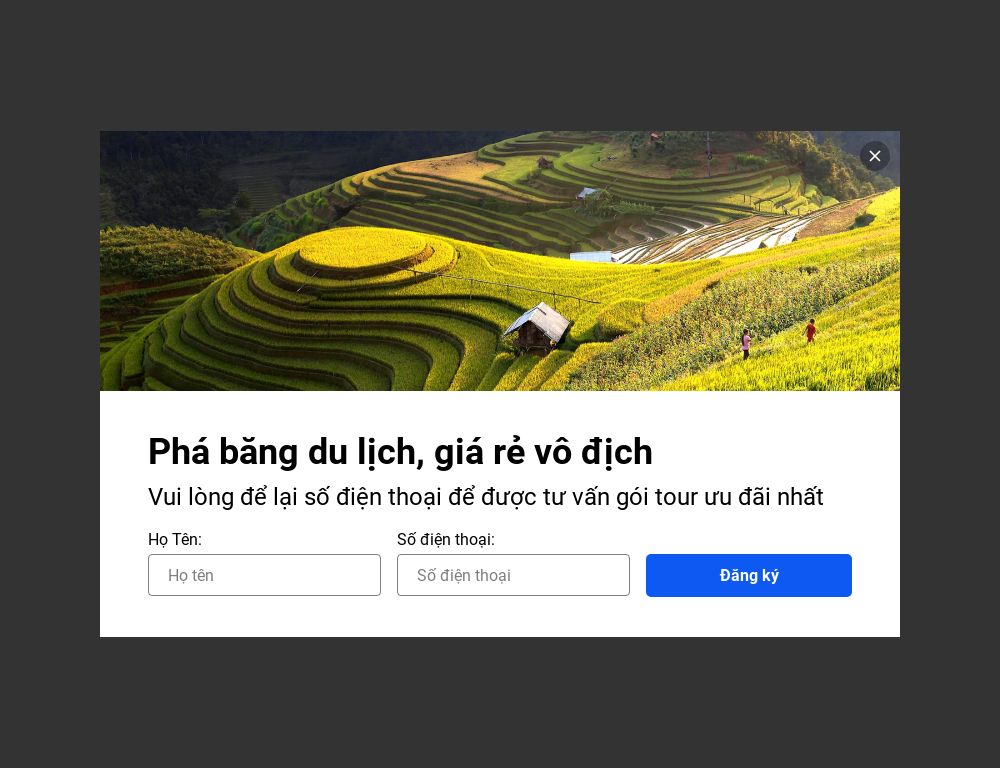 Phá băng du lịch, giá rẻ vô địch
Vui lòng để lại số điện thoại để được tư vấn gói tour ưu đãi nhất
Họ Tên:
Số điện thoại:
Họ tên
Số điện thoại
Đăng ký